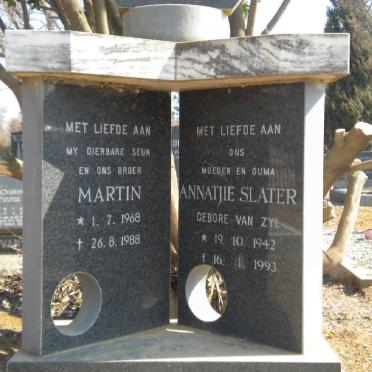 MET LIEFDE AAN
MY DIERBARE SEUN
EN ONS BROER
MARTIN
* 1. 7. 1968
† 26. 8. 1988
MET LIEFDE AAN
ONS
MOEDER EN OUMA
ANNATJIE SLATER
GEBORE VAN ZYL
* 19. 10. 1942
† 16. 1. 1993